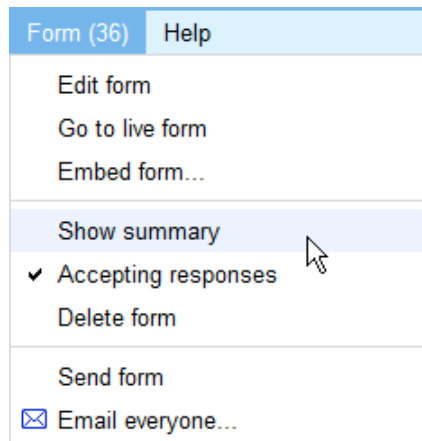 Form (36) Help
Edit form
Go to live form
Embed form...
Show summary
Accepting responses
Delete form
Send form
Email everyone...